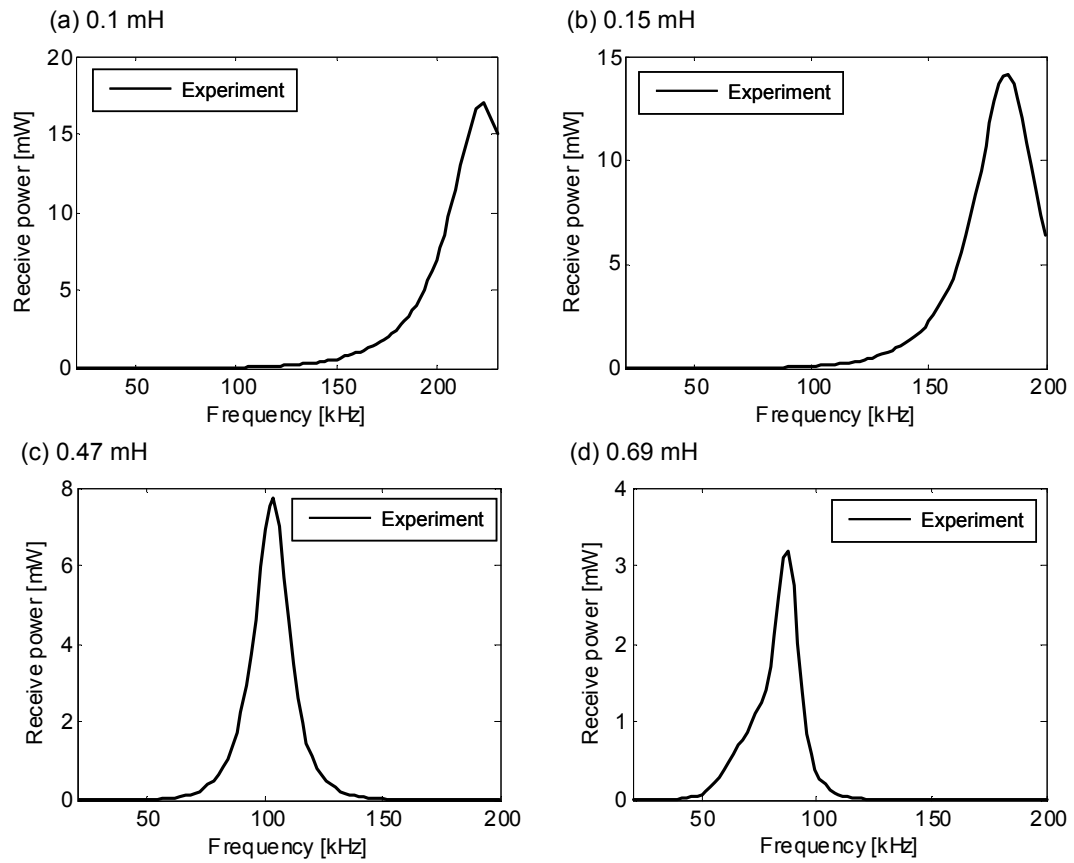 (a) 0.1 mH
20
15
10
5
0
Receive power [mW]
Experiment
50
100
150
200
Frequency [kHz]
(b) 0.15 mH
15
10
5
0
Receive power [mW]
Experiment
50
100
150
200
Frequency [kHz]
(c) 0.47 mH
8
6
4
2
0
Receive power [mW]
Experiment
50
100
150
200
Frequency [kHz]
(d) 0.69 mH
4
3
2
1
0
Receive power [mW]
Experiment
50
100
150
200
Frequency [kHz]